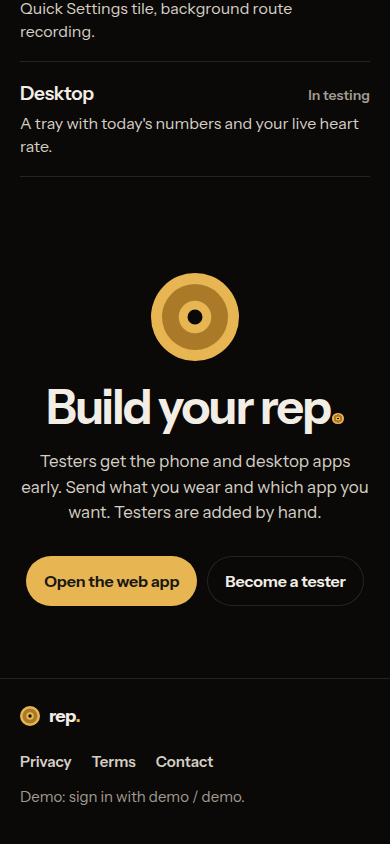 Quick Settings tile, background route
recording.
Desktop
In testing
A tray with today's numbers and your live heart
rate.
Build your rep.
Testers get the phone and desktop apps
early. Send what you wear and which app you
want. Testers are added by hand.
Open the web app
Become a tester
rep.
Privacy
Terms
Contact
Demo: sign in with demo / demo.